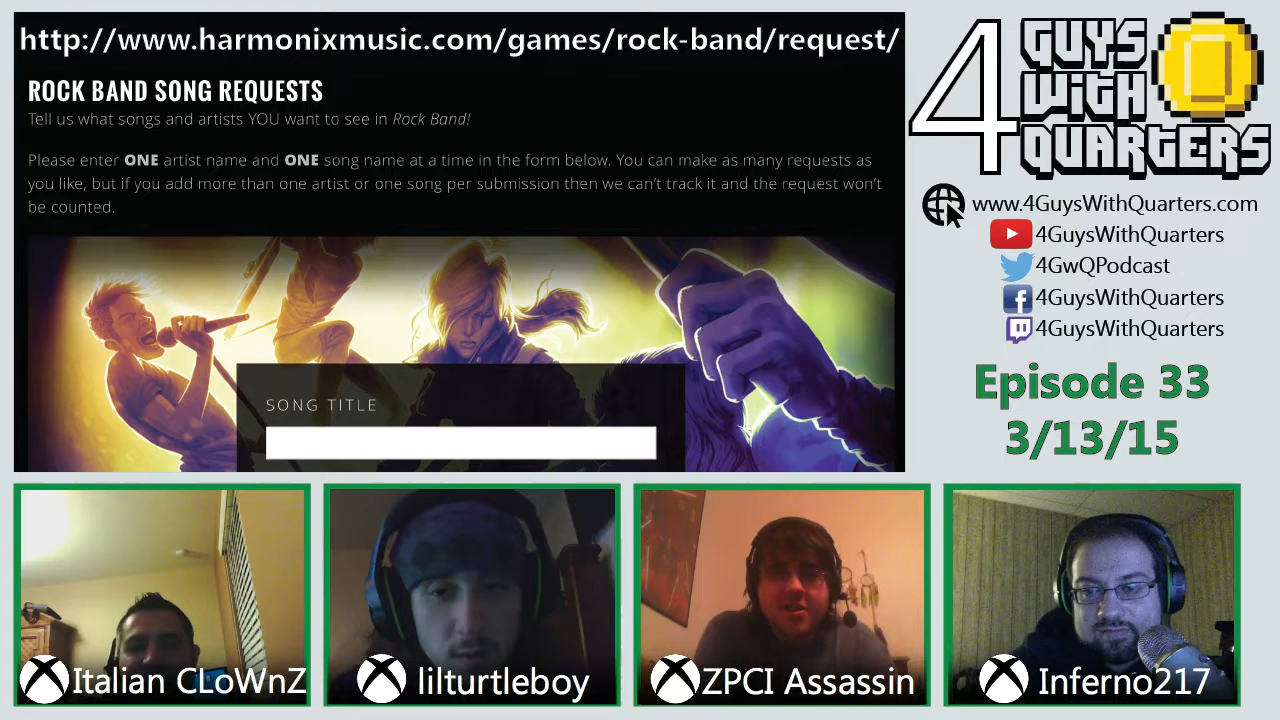 http://www.harmonixmusic.com/games/rock-band/request/
ROCK BAND SONG REQUESTS
Tell us what songs and artists YOU want to see in Rock Band!
Please enter ONE artist name and ONE song name at a time in the form below. You can make as many requests as
you like, but if you add more than one artist or one song per submission then we can't track it and the request won't
be counted.
SONG TITLE
4 GUYS
WITH
QUARTERS
www.4GuysWithQuarters.com
4GuysWithQuarters
4GwQPodcast
4GuysWithQuarters
4GuysWithQuarters
Episode 33
3/13/15
Italian CLoWnZ
lilturtleboy
ZPCI Assassin
Inferno217